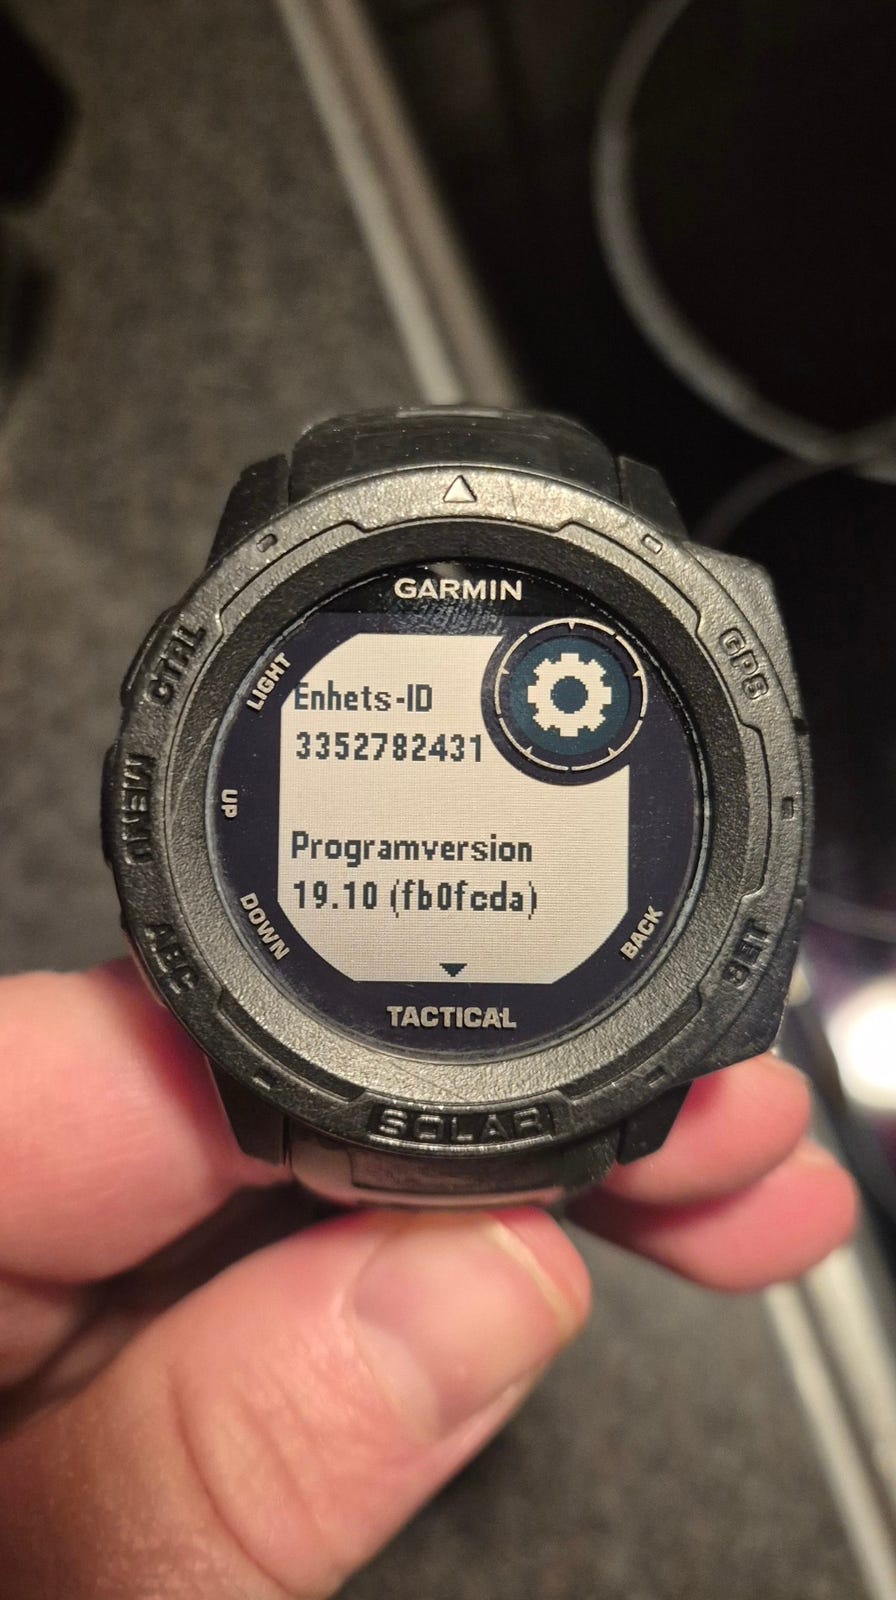 GARMIN
CTRL
LIGHT
GPS
Enhets-ID
3352782431
MENU
UP
Programversion
19.10 (fb0fcda)
ABC
DOWN
BACK
SET
TACTICAL
SOLAR